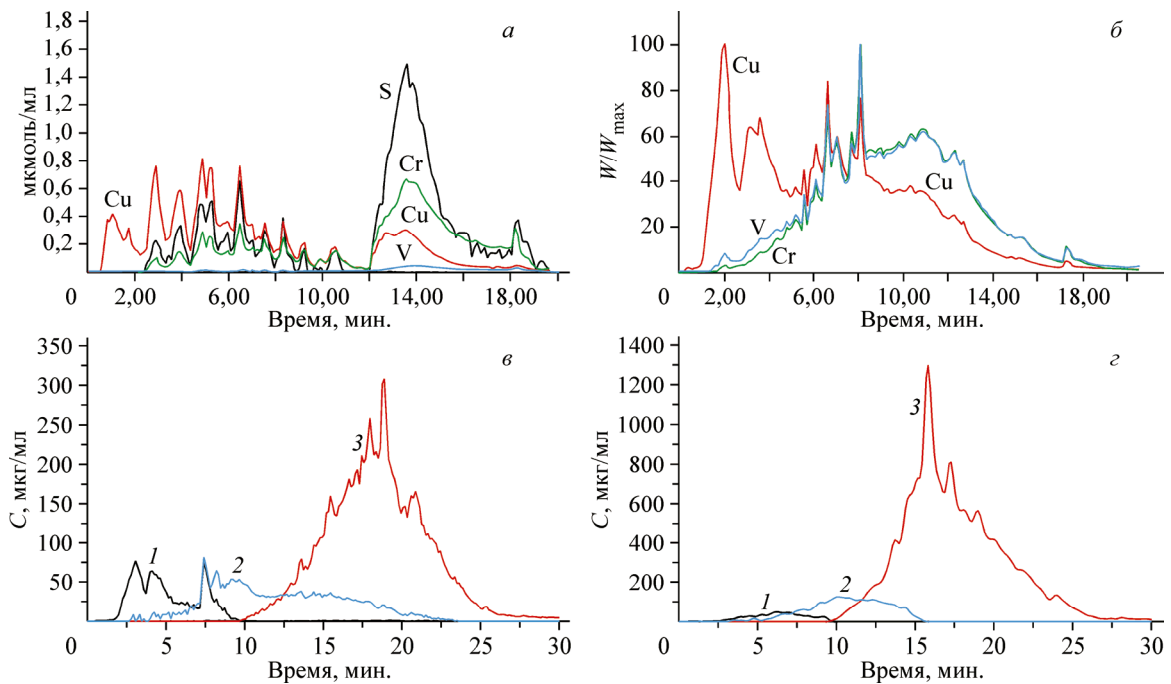 а
мкмоль/мл
1,8
1,6
1,4
1,2
1,0
0,8
0,6
0,4
0,2
Cu
S
Cr
Cu
V
0 2,00 6,00 10,00 14,00 18,00
Время, мин.
б
W/Wmax
100
80
60
40
20
Cu
Cu
V
Cr
0 2,00 6,00 10,00 14,00 18,00
Время, мин.
в
C, мкг/мл
350
300
250
200
150
100
50
1
2
3
0 5 10 15 20 25 30
Время, мин.
г
C, мкг/мл
1400
1200
1000
800
600
400
200
1
2
3
0 5 10 15 20 25 30
Время, мин.